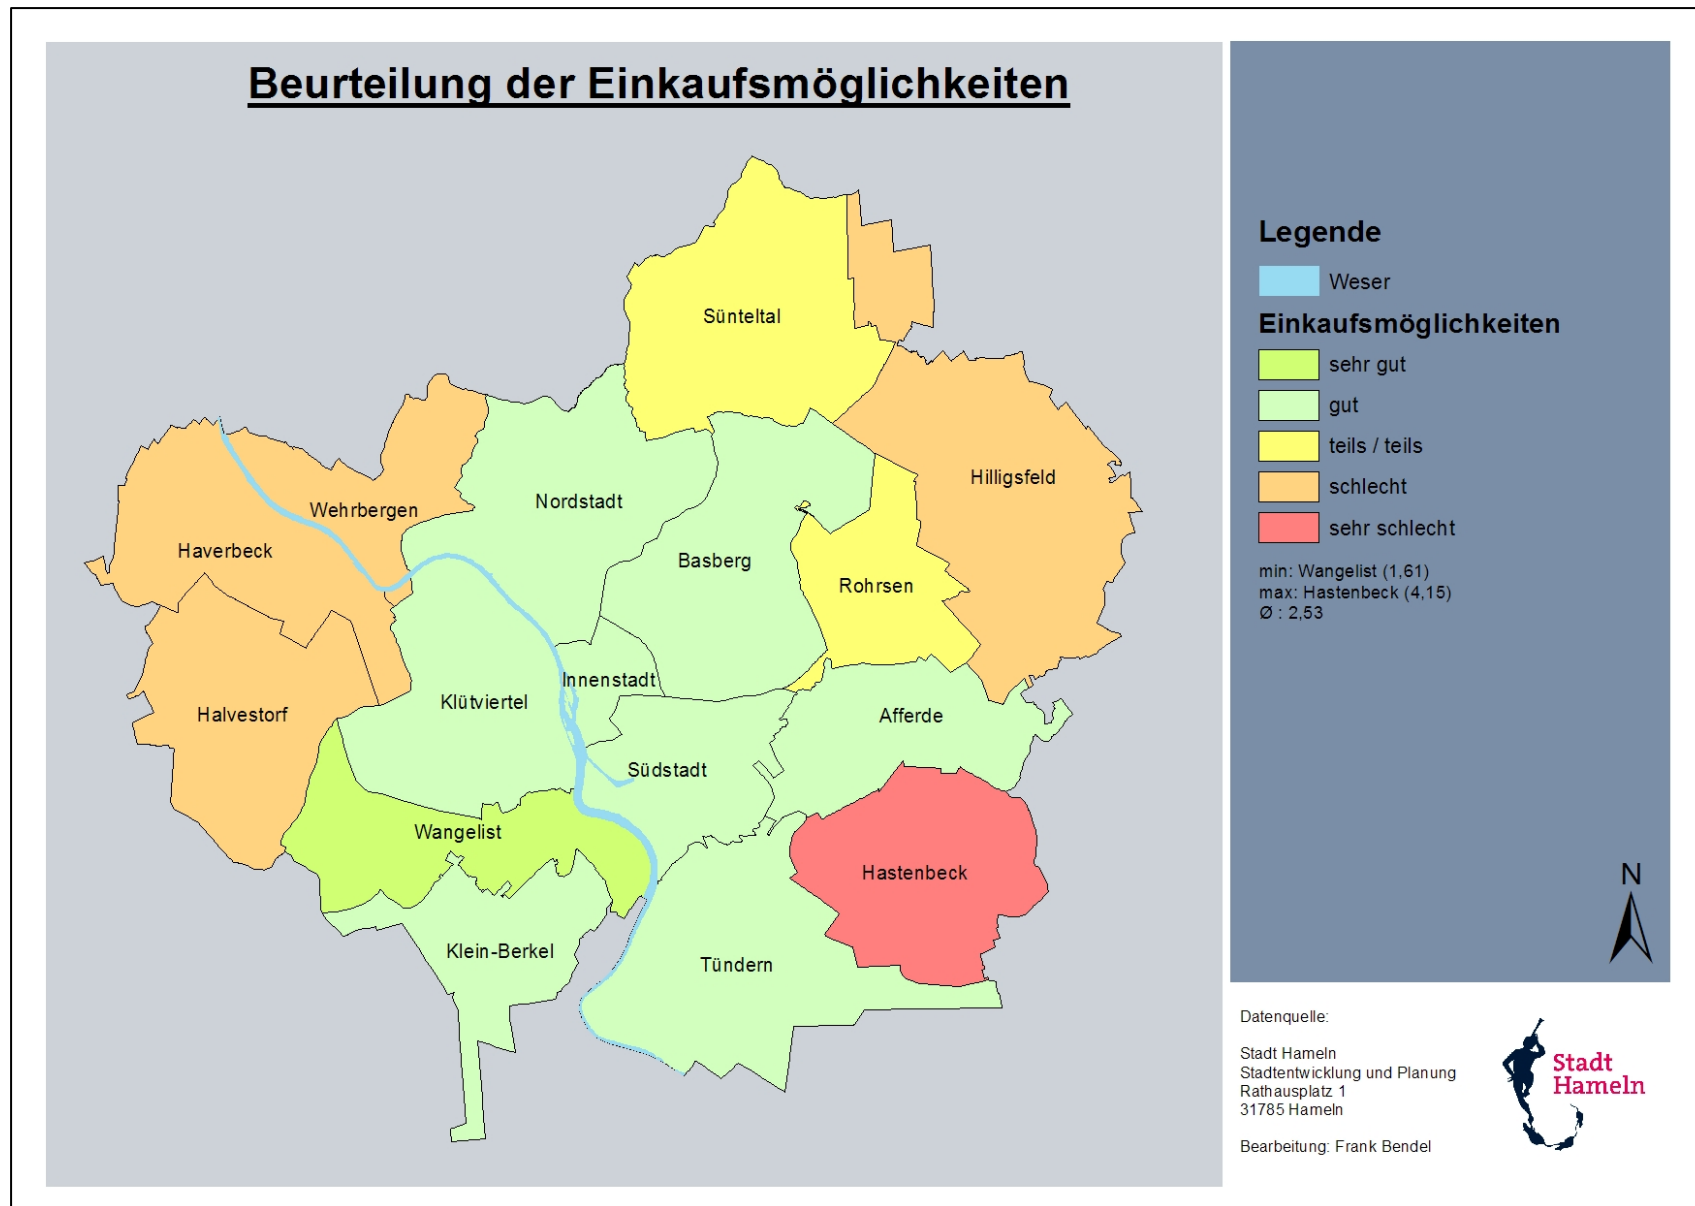 Beurteilung der Einkaufsmöglichkeiten
Sünteltal
Hilligsfeld
Nordstadt
Wehrbergen
Haverbeck
Basberg
Rohrsen
Innenstadt
Klütviertel
Halvestorf
Afferde
Südstadt
Wangelist
Hastenbeck
Klein-Berkel
Tündern
Legende
Weser
Einkaufsmöglichkeiten
sehr gut
gut
teils / teils
schlecht
sehr schlecht
min: Wangelist (1,61)
max: Hastenbeck (4,15)
Ø : 2,53
N
Datenquelle:
Stadt Hameln
Stadtentwicklung und Planung
Rathausplatz 1
31785 Hameln
Bearbeitung: Frank Bendel
Stadt
Hameln